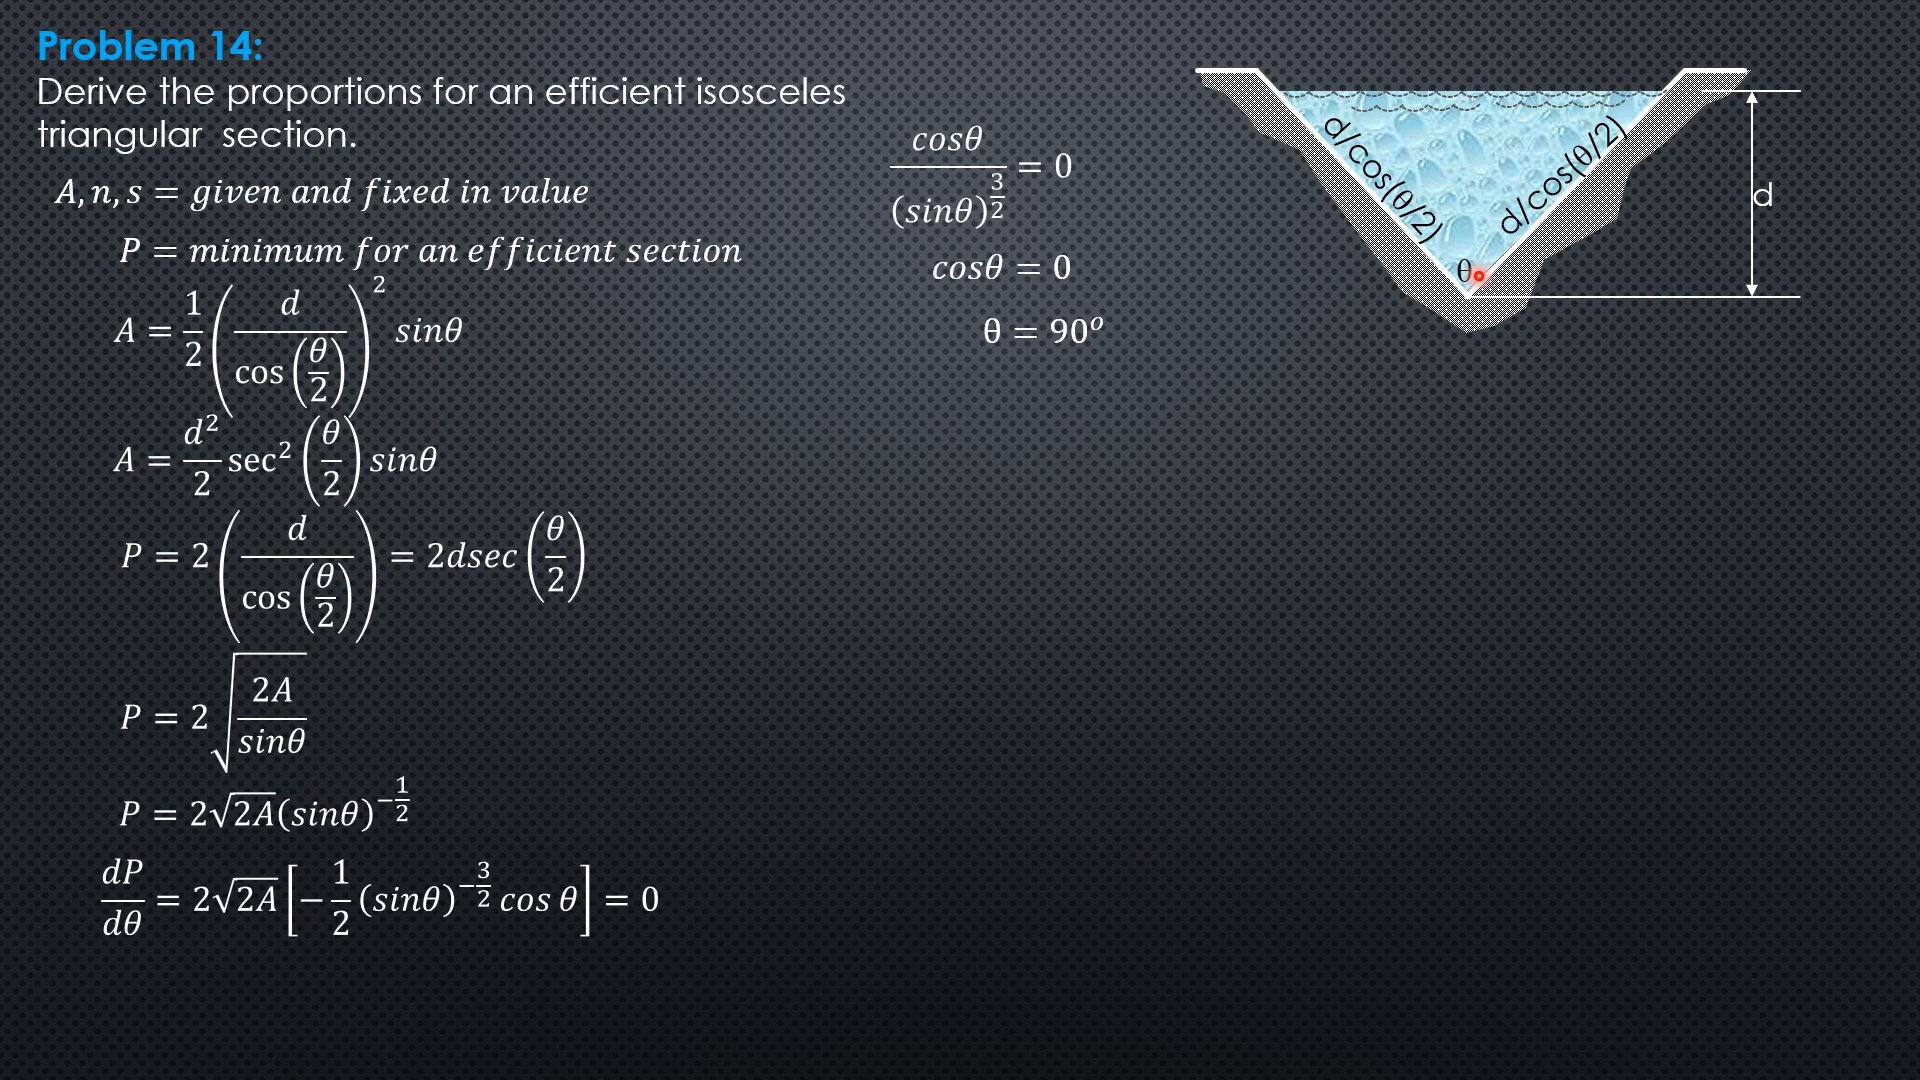 Problem 14:
Derive the proportions for an efficient isosceles
triangular section.
A, n, s = given and fixed in value
P = minimum for an efficient section
A = 1/2 (d / cos(θ/2))² sinθ
A = d²/2 sec² (θ/2) sinθ
P = 2 (d / cos(θ/2)) = 2dsec (θ/2)
P = 2√(2A / sinθ)
P = 2√2A (sinθ)^(-1/2)
dP/dθ = 2√2A [-1/2 (sinθ)^(-3/2) cos θ] = 0
cosθ / (sinθ)^(3/2) = 0
cosθ = 0
θ = 90°
d/cos(θ/2)
d/cos(θ/2)
d
θ